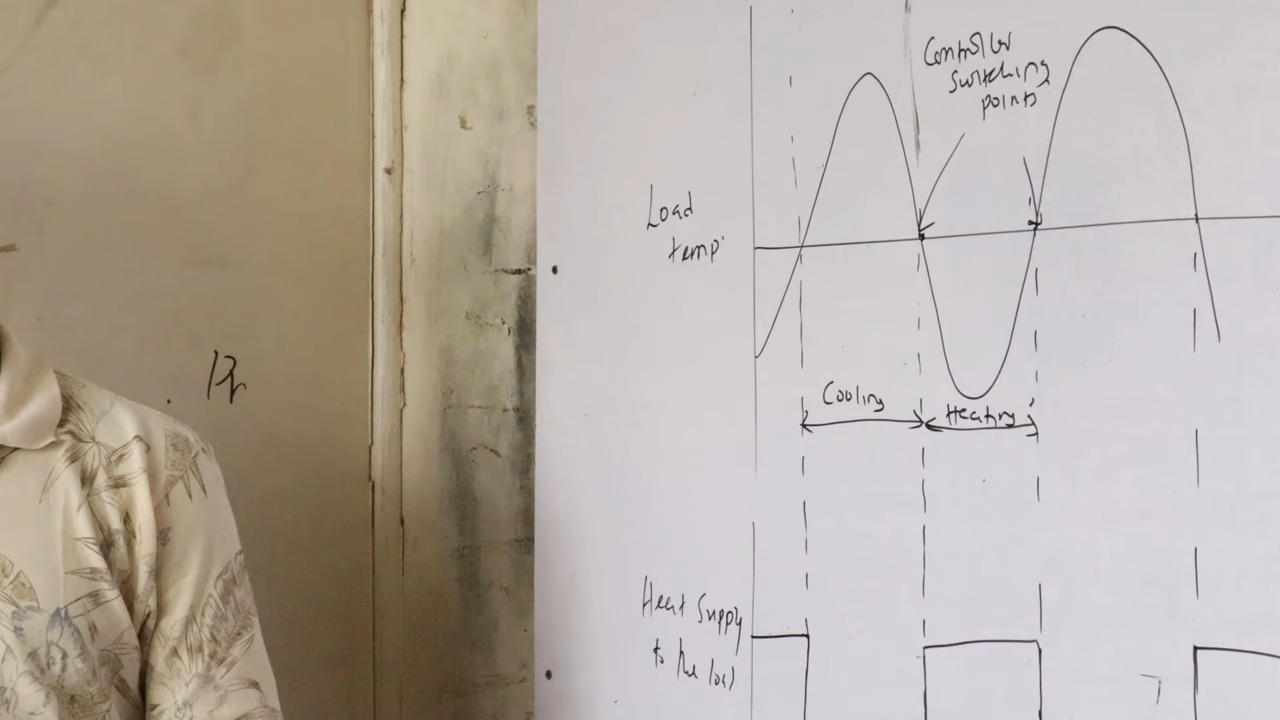 Controller
switching
points
Load
temp
Cooling
Heating
Heat Supply
to the load